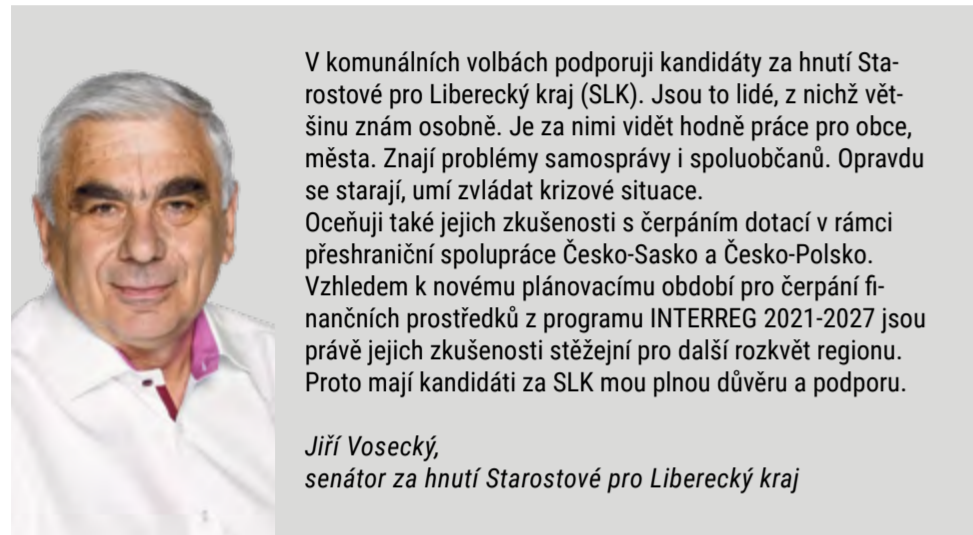 V komunálních volbách podporuji kandidáty za hnutí Sta-
rostové pro Liberecký kraj (SLK). Jsou to lidé, z nichž vět-
šinu znám osobně. Je za nimi vidět hodně práce pro obce,
města. Znají problémy samosprávy i spoluobčanů. Opravdu
se starají, umí zvládat krizové situace.
Oceňuji také jejich zkušenosti s čerpáním dotací v rámci
přeshraniční spolupráce Česko-Sasko a Česko-Polsko.
Vzhledem k novému plánovacímu období pro čerpání fi-
nančních prostředků z programu INTERREG 2021-2027 jsou
právě jejich zkušenosti stěžejní pro další rozkvět regionu.
Proto mají kandidáti za SLK mou plnou důvěru a podporu.
Jiří Vosecký,
senátor za hnutí Starostové pro Liberecký kraj